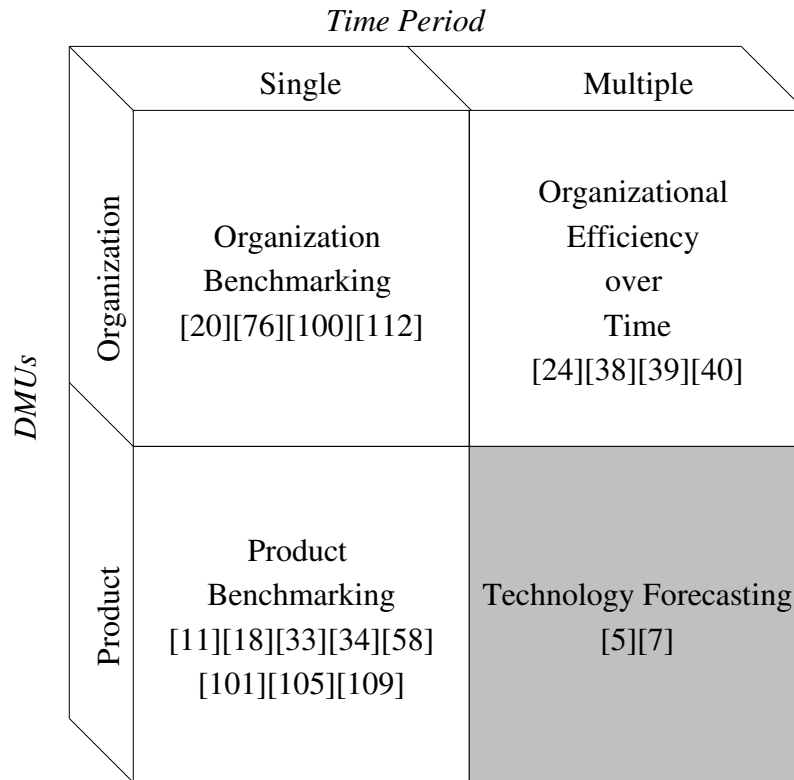 Time Period
Single
Multiple
DMUs
Organization
Organization
Benchmarking
[20][76][100][112]
Organizational
Efficiency
over
Time
[24][38][39][40]
Product
Product
Benchmarking
[11][18][33][34][58]
[101][105][109]
Technology Forecasting
[5][7]